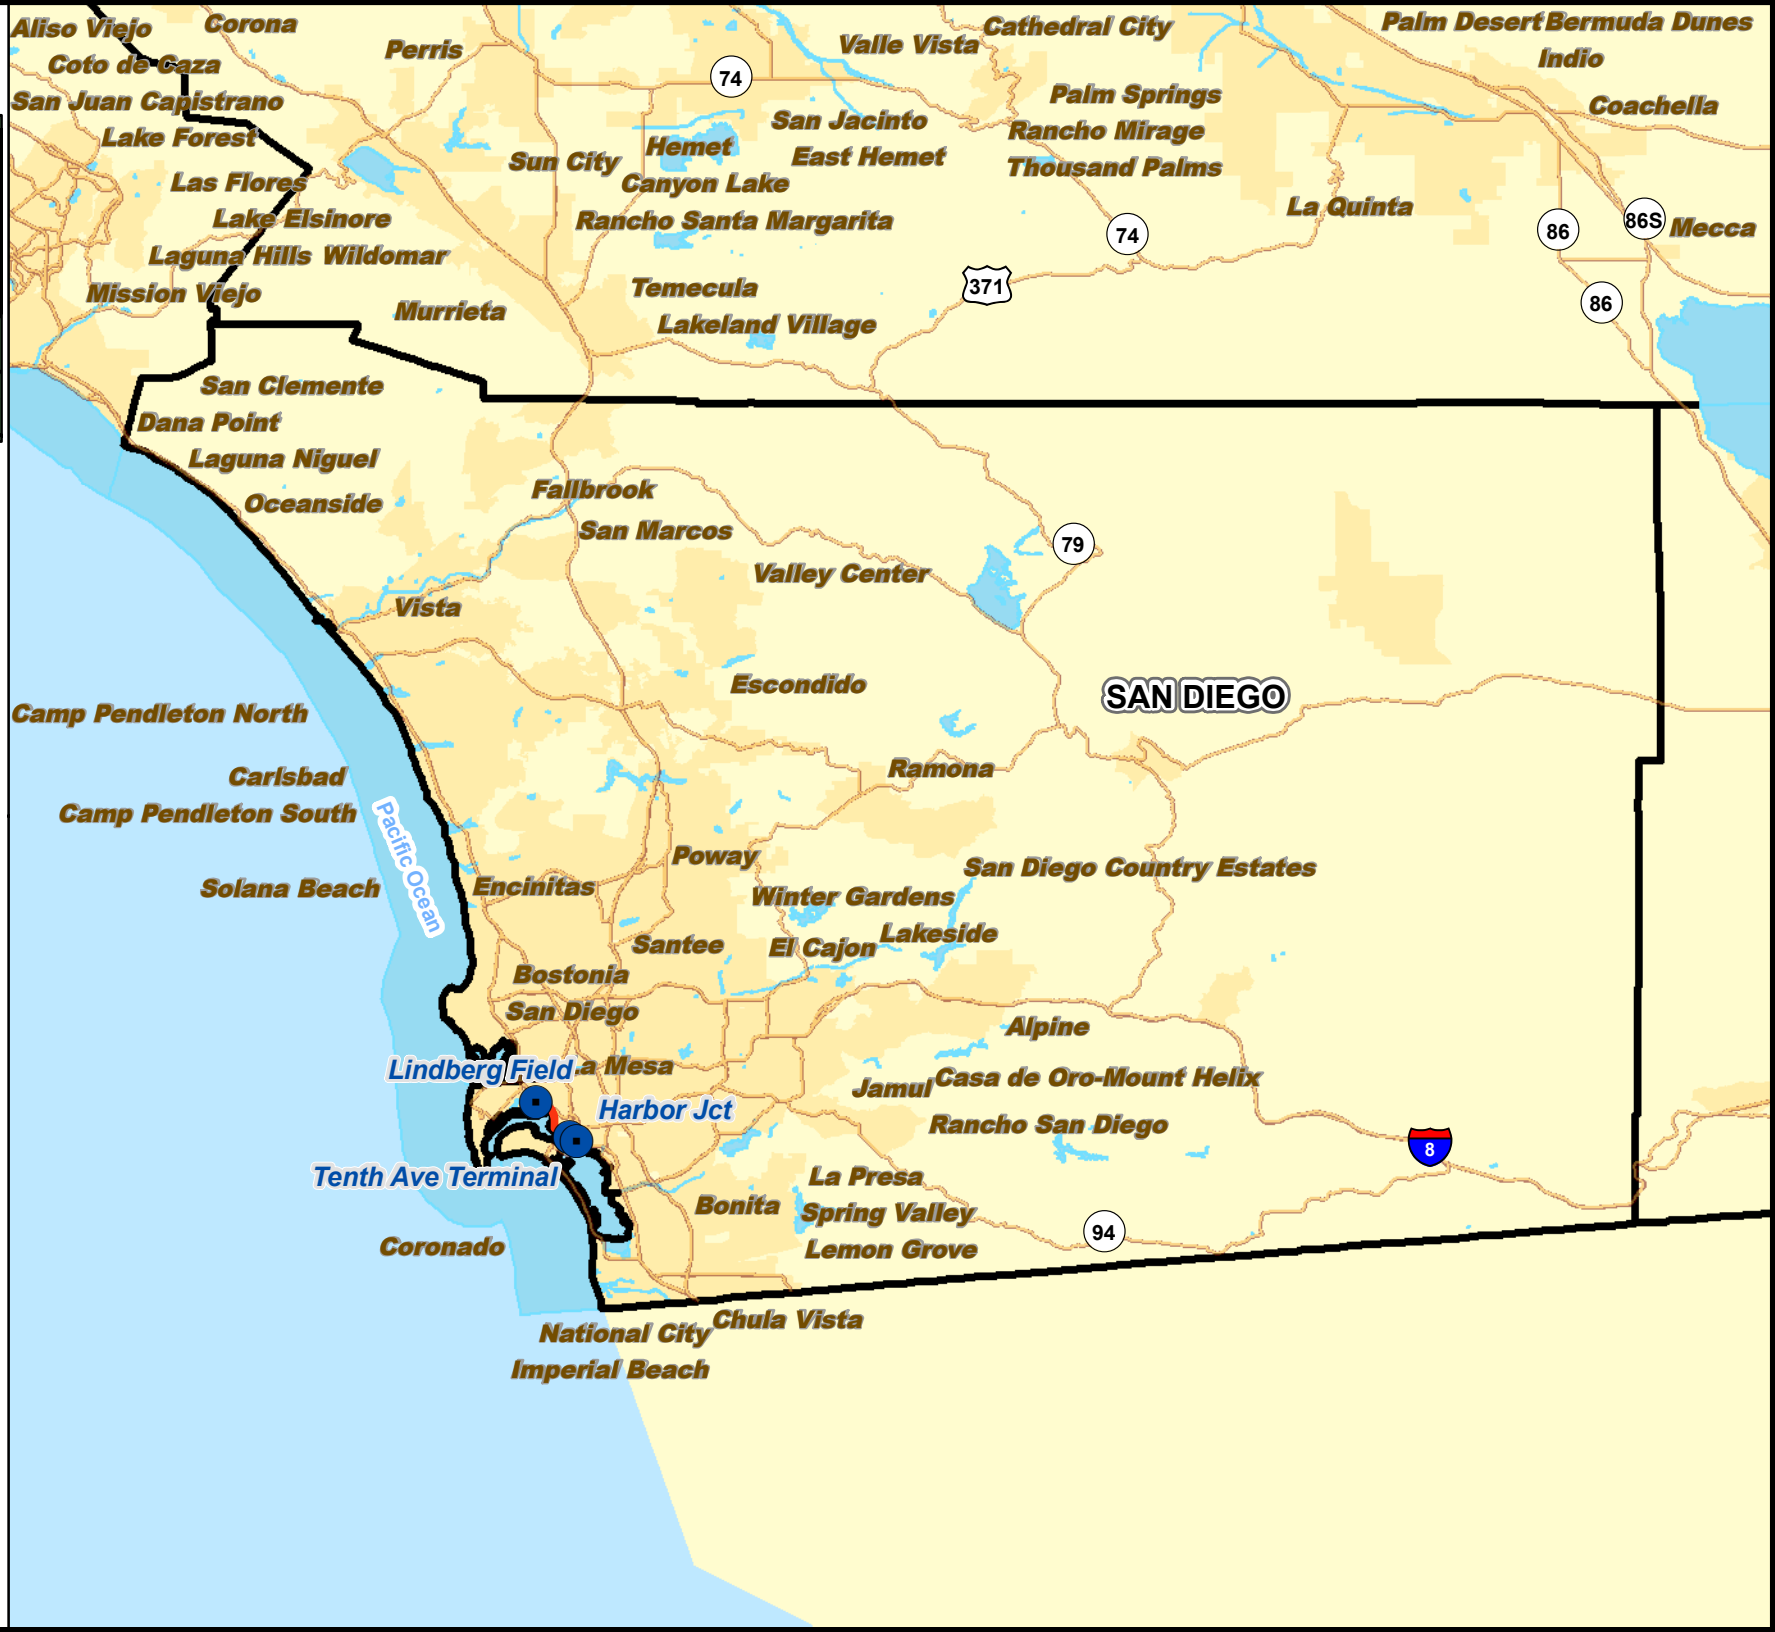 Aliso Viejo
Corona
Perris
Valle Vista
Cathedral City
Palm Desert
Bermuda Dunes
Coto de Caza
74
Indio
San Juan Capistrano
Palm Springs
Coachella
Lake Forest
San Jacinto
Rancho Mirage
Sun City
Hemet
East Hemet
Thousand Palms
Las Flores
Canyon Lake
La Quinta
Lake Elsinore
Rancho Santa Margarita
74
86
86S
Mecca
Laguna Hills
Wildomar
Mission Viejo
Temecula
371
86
Murrieta
Lakeland Village
San Clemente
Dana Point
Laguna Niguel
Oceanside
Fallbrook
San Marcos
79
Valley Center
Vista
Escondido
SAN DIEGO
Camp Pendleton North
Carlsbad
Ramona
Camp Pendleton South
Pacific Ocean
Poway
San Diego Country Estates
Solana Beach
Encinitas
Winter Gardens
Santee
El Cajon
Lakeside
Bostonia
San Diego
Alpine
Lindberg Field
La Mesa
Jamul
Casa de Oro-Mount Helix
Harbor Jct
Rancho San Diego
8
Tenth Ave Terminal
La Presa
Bonita
Spring Valley
94
Coronado
Lemon Grove
Chula Vista
National City
Imperial Beach